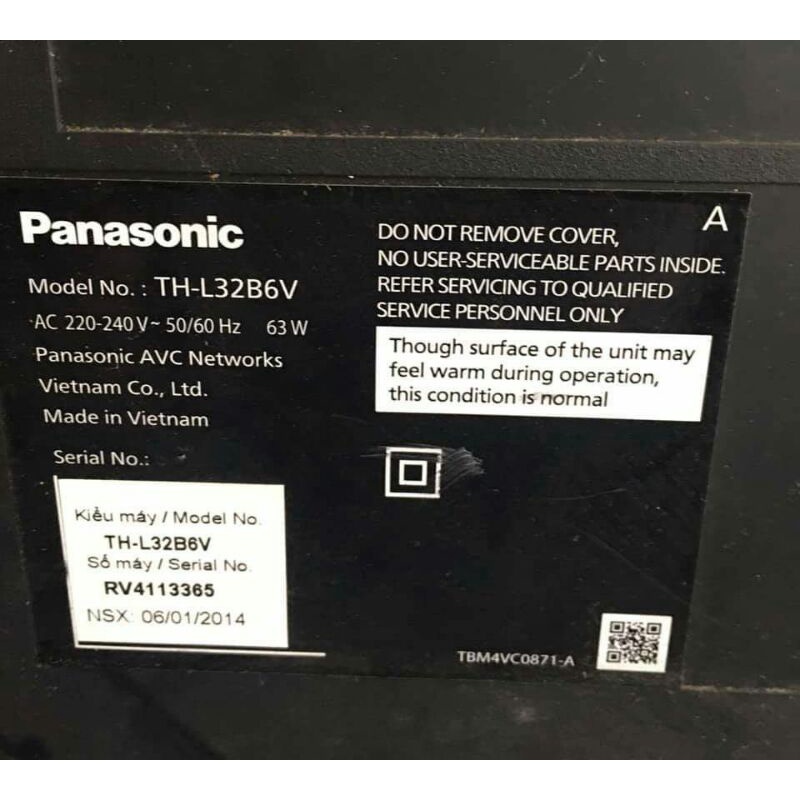 Panasonic
Model No. : TH-L32B6V
AC 220-240 V~ 50/60 Hz 63 W
Panasonic AVC Networks
Vietnam Co., Ltd.
Made in Vietnam
Serial No.:
Kiểu máy / Model No.
TH-L32B6V
Số máy / Serial No.
RV4113365
NSX: 06/01/2014
A
DO NOT REMOVE COVER,
NO USER-SERVICEABLE PARTS INSIDE.
REFER SERVICING TO QUALIFIED
SERVICE PERSONNEL ONLY
Though surface of the unit may
feel warm during operation,
this condition is normal
TBM4VC0871-A